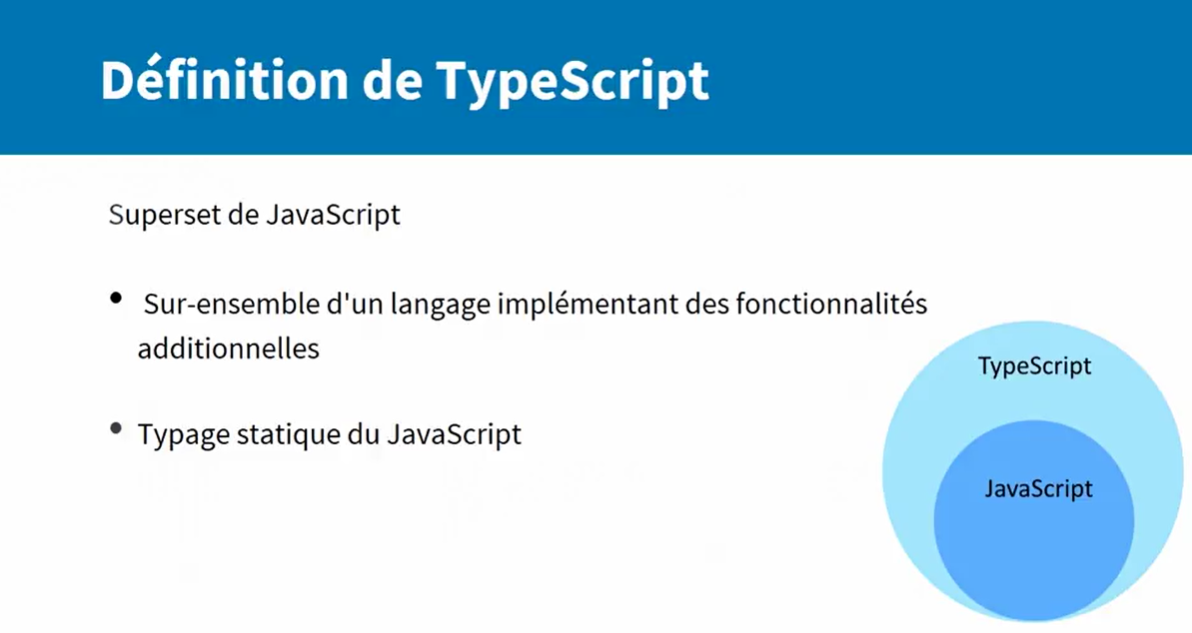 Définition de TypeScript
Superset de JavaScript
• Sur-ensemble d'un langage implémentant des fonctionnalités
additionnelles
• Typage statique du JavaScript
TypeScript
JavaScript